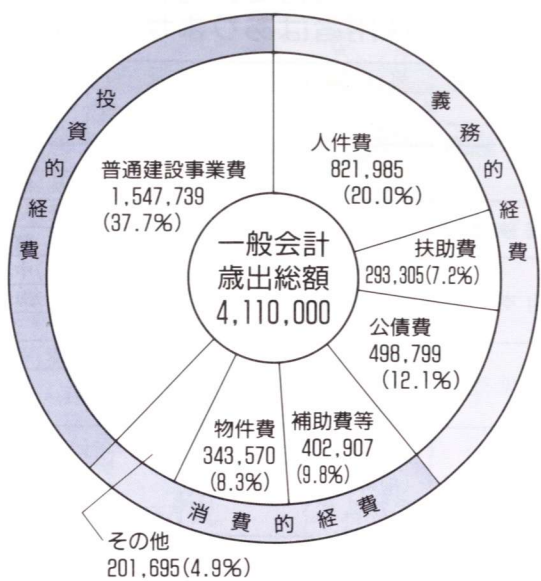 一般会計
歳出総額
4,110,000
義務的経費
人件費
821,985
(20.0%)
扶助費
293,305(7.2%)
公債費
498,799
(12.1%)
消費的経費
補助費等
402,907
(9.8%)
物件費
343,570
(8.3%)
その他
201,695(4.9%)
投資的経費
普通建設事業費
1,547,739
(37.7%)